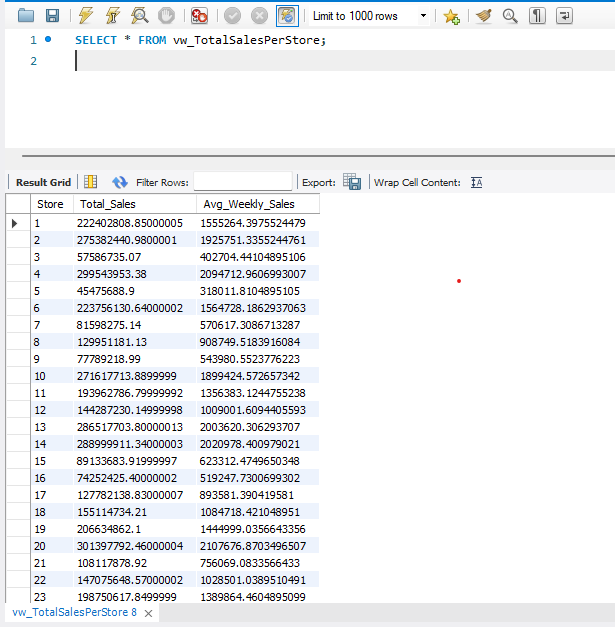 Limit to 1000 rows
1 SELECT * FROM vw_TotalSalesPerStore;
2
Result Grid Filter Rows: Export: Wrap Cell Content:
Store Total_Sales Avg_Weekly_Sales
1 222402808.85000005 1555264.3975524479
2 275382440.9800001 1925751.3355244761
3 57586735.07 402704.44104895106
4 299543953.38 2094712.9606993007
5 45475688.9 318011.8104895105
6 223756130.64000002 1564728.1862937063
7 81598275.14 570617.3086713287
8 129951181.13 908749.5183916084
9 77789218.99 543980.5523776223
10 271617713.8899999 1899424.572657342
11 193962786.79999992 1356383.1244755238
12 144287230.14999998 1009001.6094405593
13 286517703.80000013 2003620.306293707
14 288999911.34000003 2020978.400979021
15 89133683.91999997 623312.4746503048
16 74252425.40000002 519247.7300699302
17 127782138.83000007 893581.390419581
18 155114734.21 1084718.421048951
19 206634862.1 1444999.0356643356
20 301397792.46000004 2107676.8703496507
21 108117878.92 756069.0833566433
22 147075648.57000002 1028501.0389510491
23 198750617.8499999 1389864.4604895099
vw_TotalSalesPerStore 8